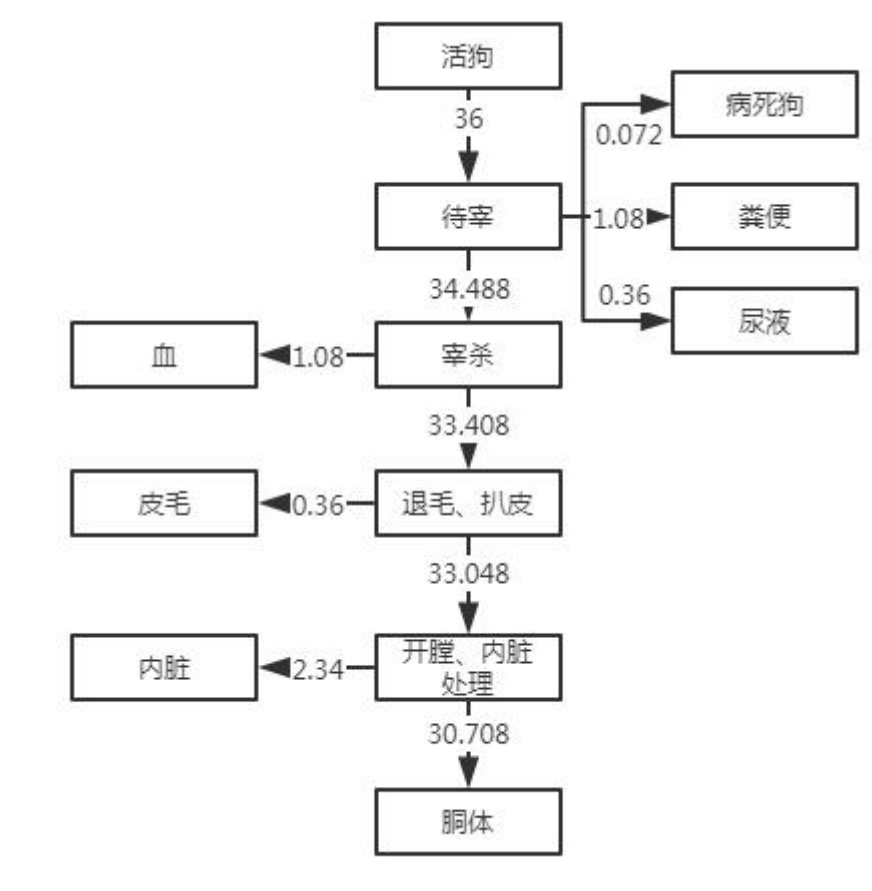 活狗
36
病死狗
0.072
待宰
1.08
粪便
34.488
0.36
尿液
血
1.08
宰杀
33.408
皮毛
0.36
退毛、扒皮
33.048
内脏
2.34
开膛、内脏
处理
30.708
胴体